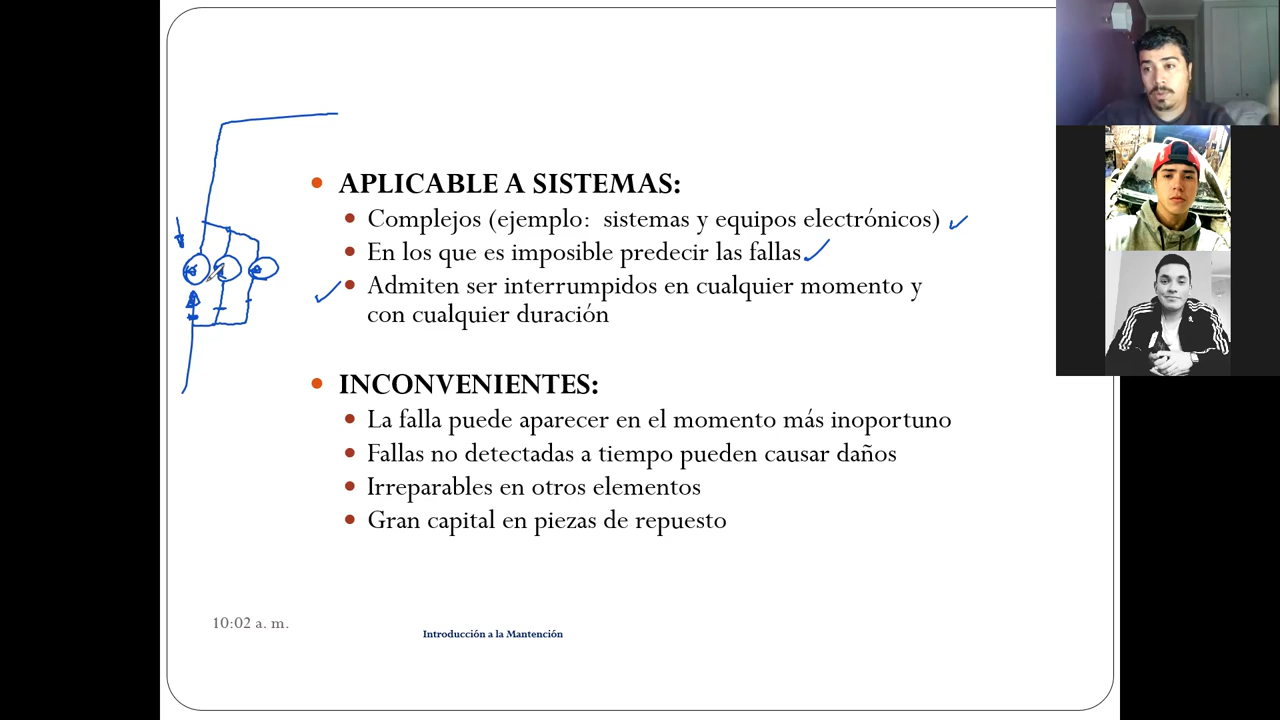 APLICABLE A SISTEMAS:
Complejos (ejemplo: sistemas y equipos electrónicos)
En los que es imposible predecir las fallas
Admiten ser interrumpidos en cualquier momento y
con cualquier duración
INCONVENIENTES:
La falla puede aparecer en el momento más inoportuno
Fallas no detectadas a tiempo pueden causar daños
Irreparables en otros elementos
Gran capital en piezas de repuesto
10:02 a. m.
Introducción a la Mantención